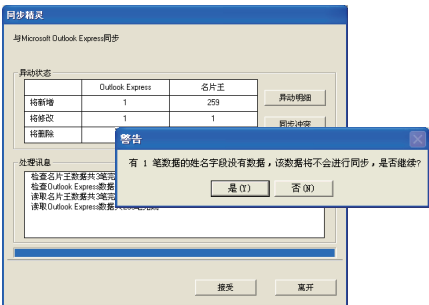 同步精灵
与Microsoft Outlook Express同步
异动状态
Outlook Express 名片王
将新增 1 259
异动明细
将修改 1 1
同步冲突
将删除
警告
有 1 笔数据的姓名字段没有数据，该数据将不会进行同步，是否继续?
是(Y) 否(N)
处理讯息
检查名片王数据共3笔完
检查Outlook Express数据
读取名片王数据共3笔完
读取Outlook Express数据
接受 离开